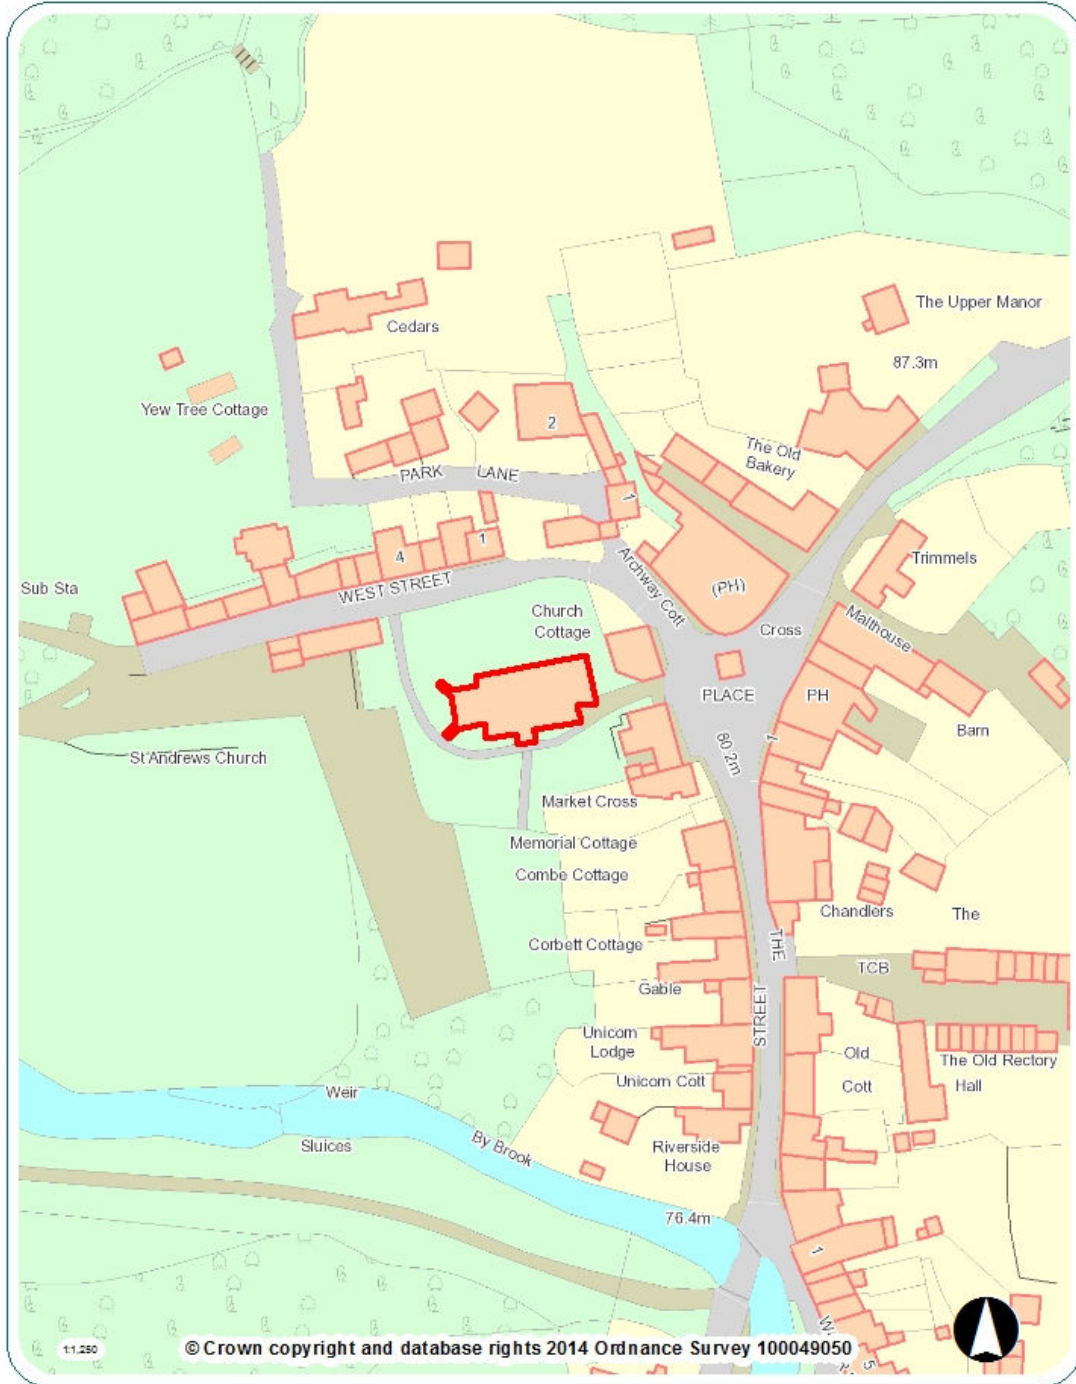 The Upper Manor
Cedars
87.3m
Yew Tree Cottage
2
The Old
Bakery
PARK LANE
1
4
1
Trimmels
Sub Sta
WEST STREET
Archway Cott
(PH)
Church
Cottage
Cross
Malthouse
PLACE
PH
Barn
1
80.2m
St Andrews Church
Market Cross
Memorial Cottage
Combe Cottage
Chandlers
The
Corbett Cottage
THE
TCB
Gable
STREET
Unicorn
Lodge
Old
Cott
The Old Rectory
Hall
Unicorn Cott
Weir
Sluices
By Brook
Riverside
House
76.4m
1
5
1:1,250
© Crown copyright and database rights 2014 Ordnance Survey 100049050